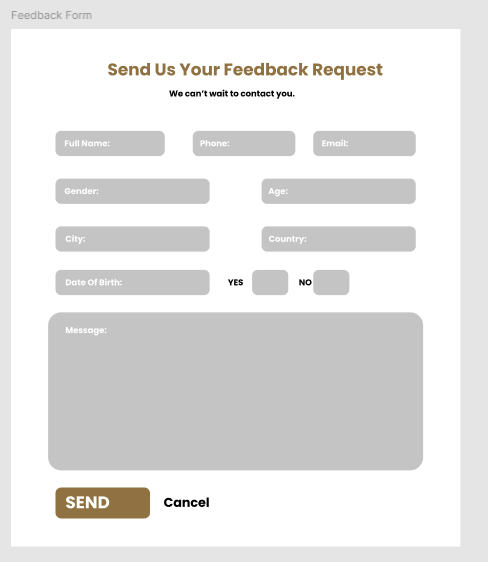 Feedback Form
Send Us Your Feedback Request
We can't wait to contact you.
Full Name: Phone: Email:
Gender: Age:
City: Country:
Date Of Birth: YES NO
Message:
SEND Cancel